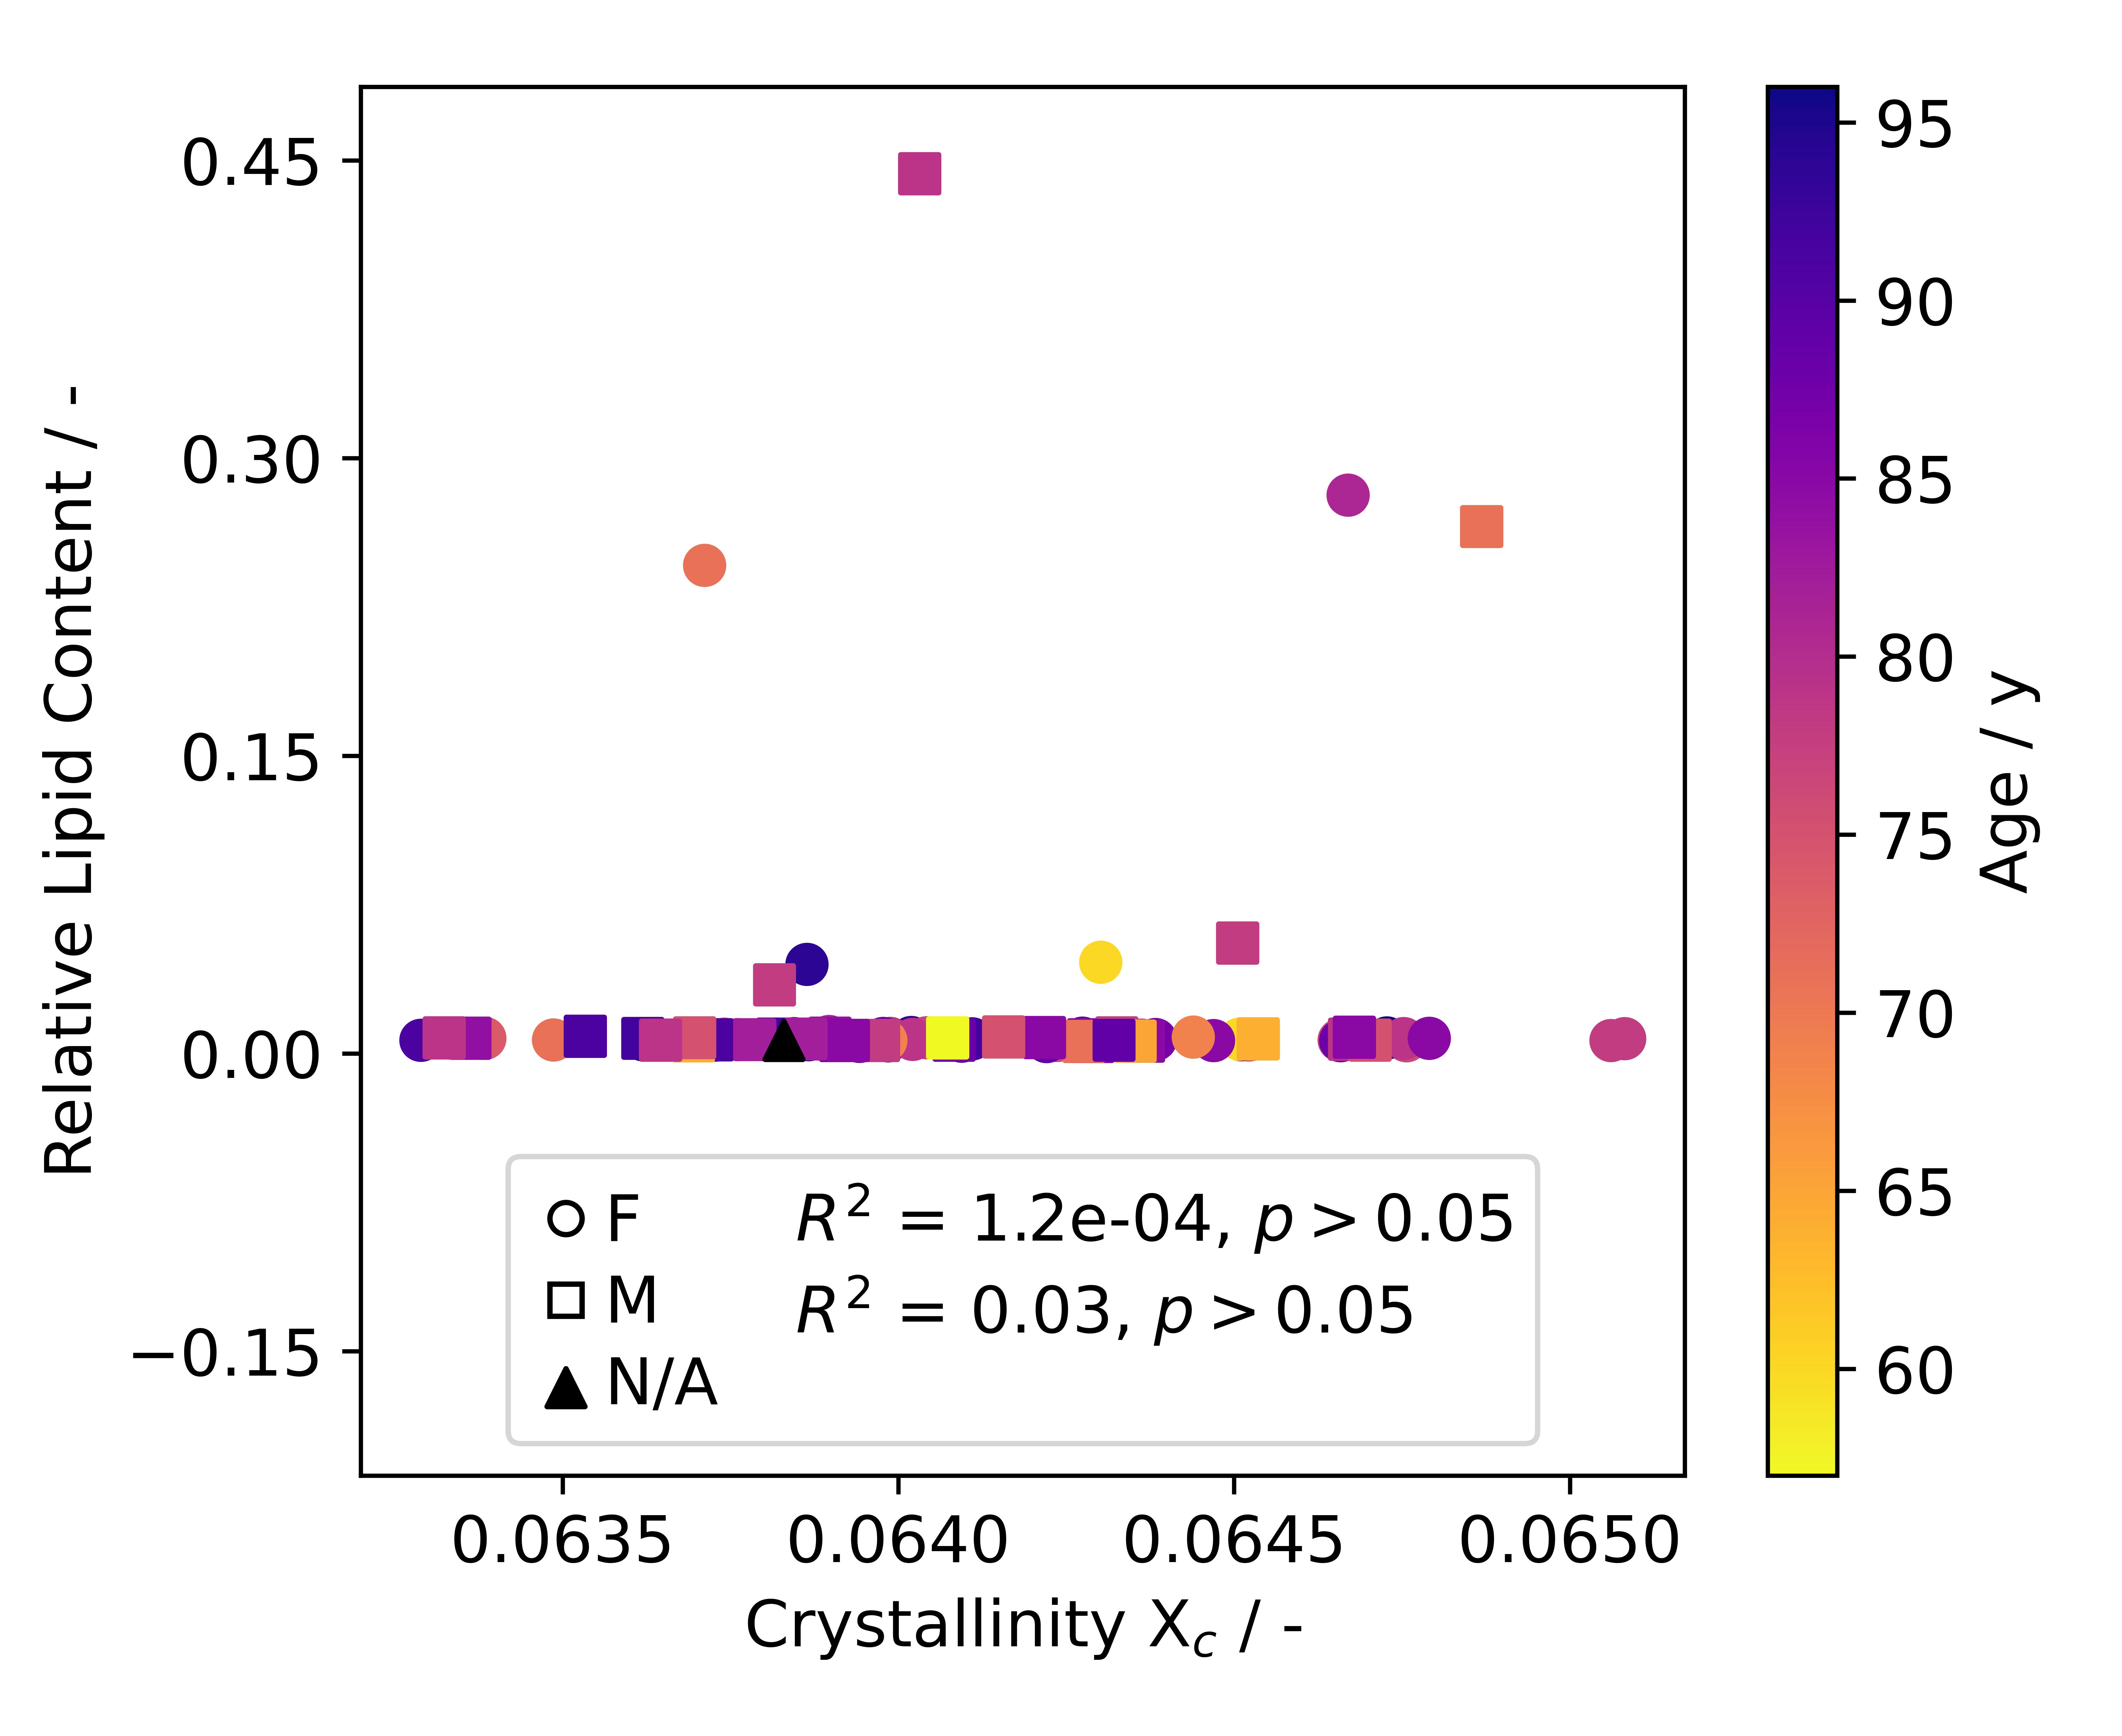 Relative Lipid Content / -
0.45
0.30
0.15
0.00
−0.15
F R² = 1.2e-04, p > 0.05
M R² = 0.03, p > 0.05
N/A
0.0635 0.0640 0.0645 0.0650
Crystallinity X_c / -
95
90
85
80
75
70
65
60
Age / y